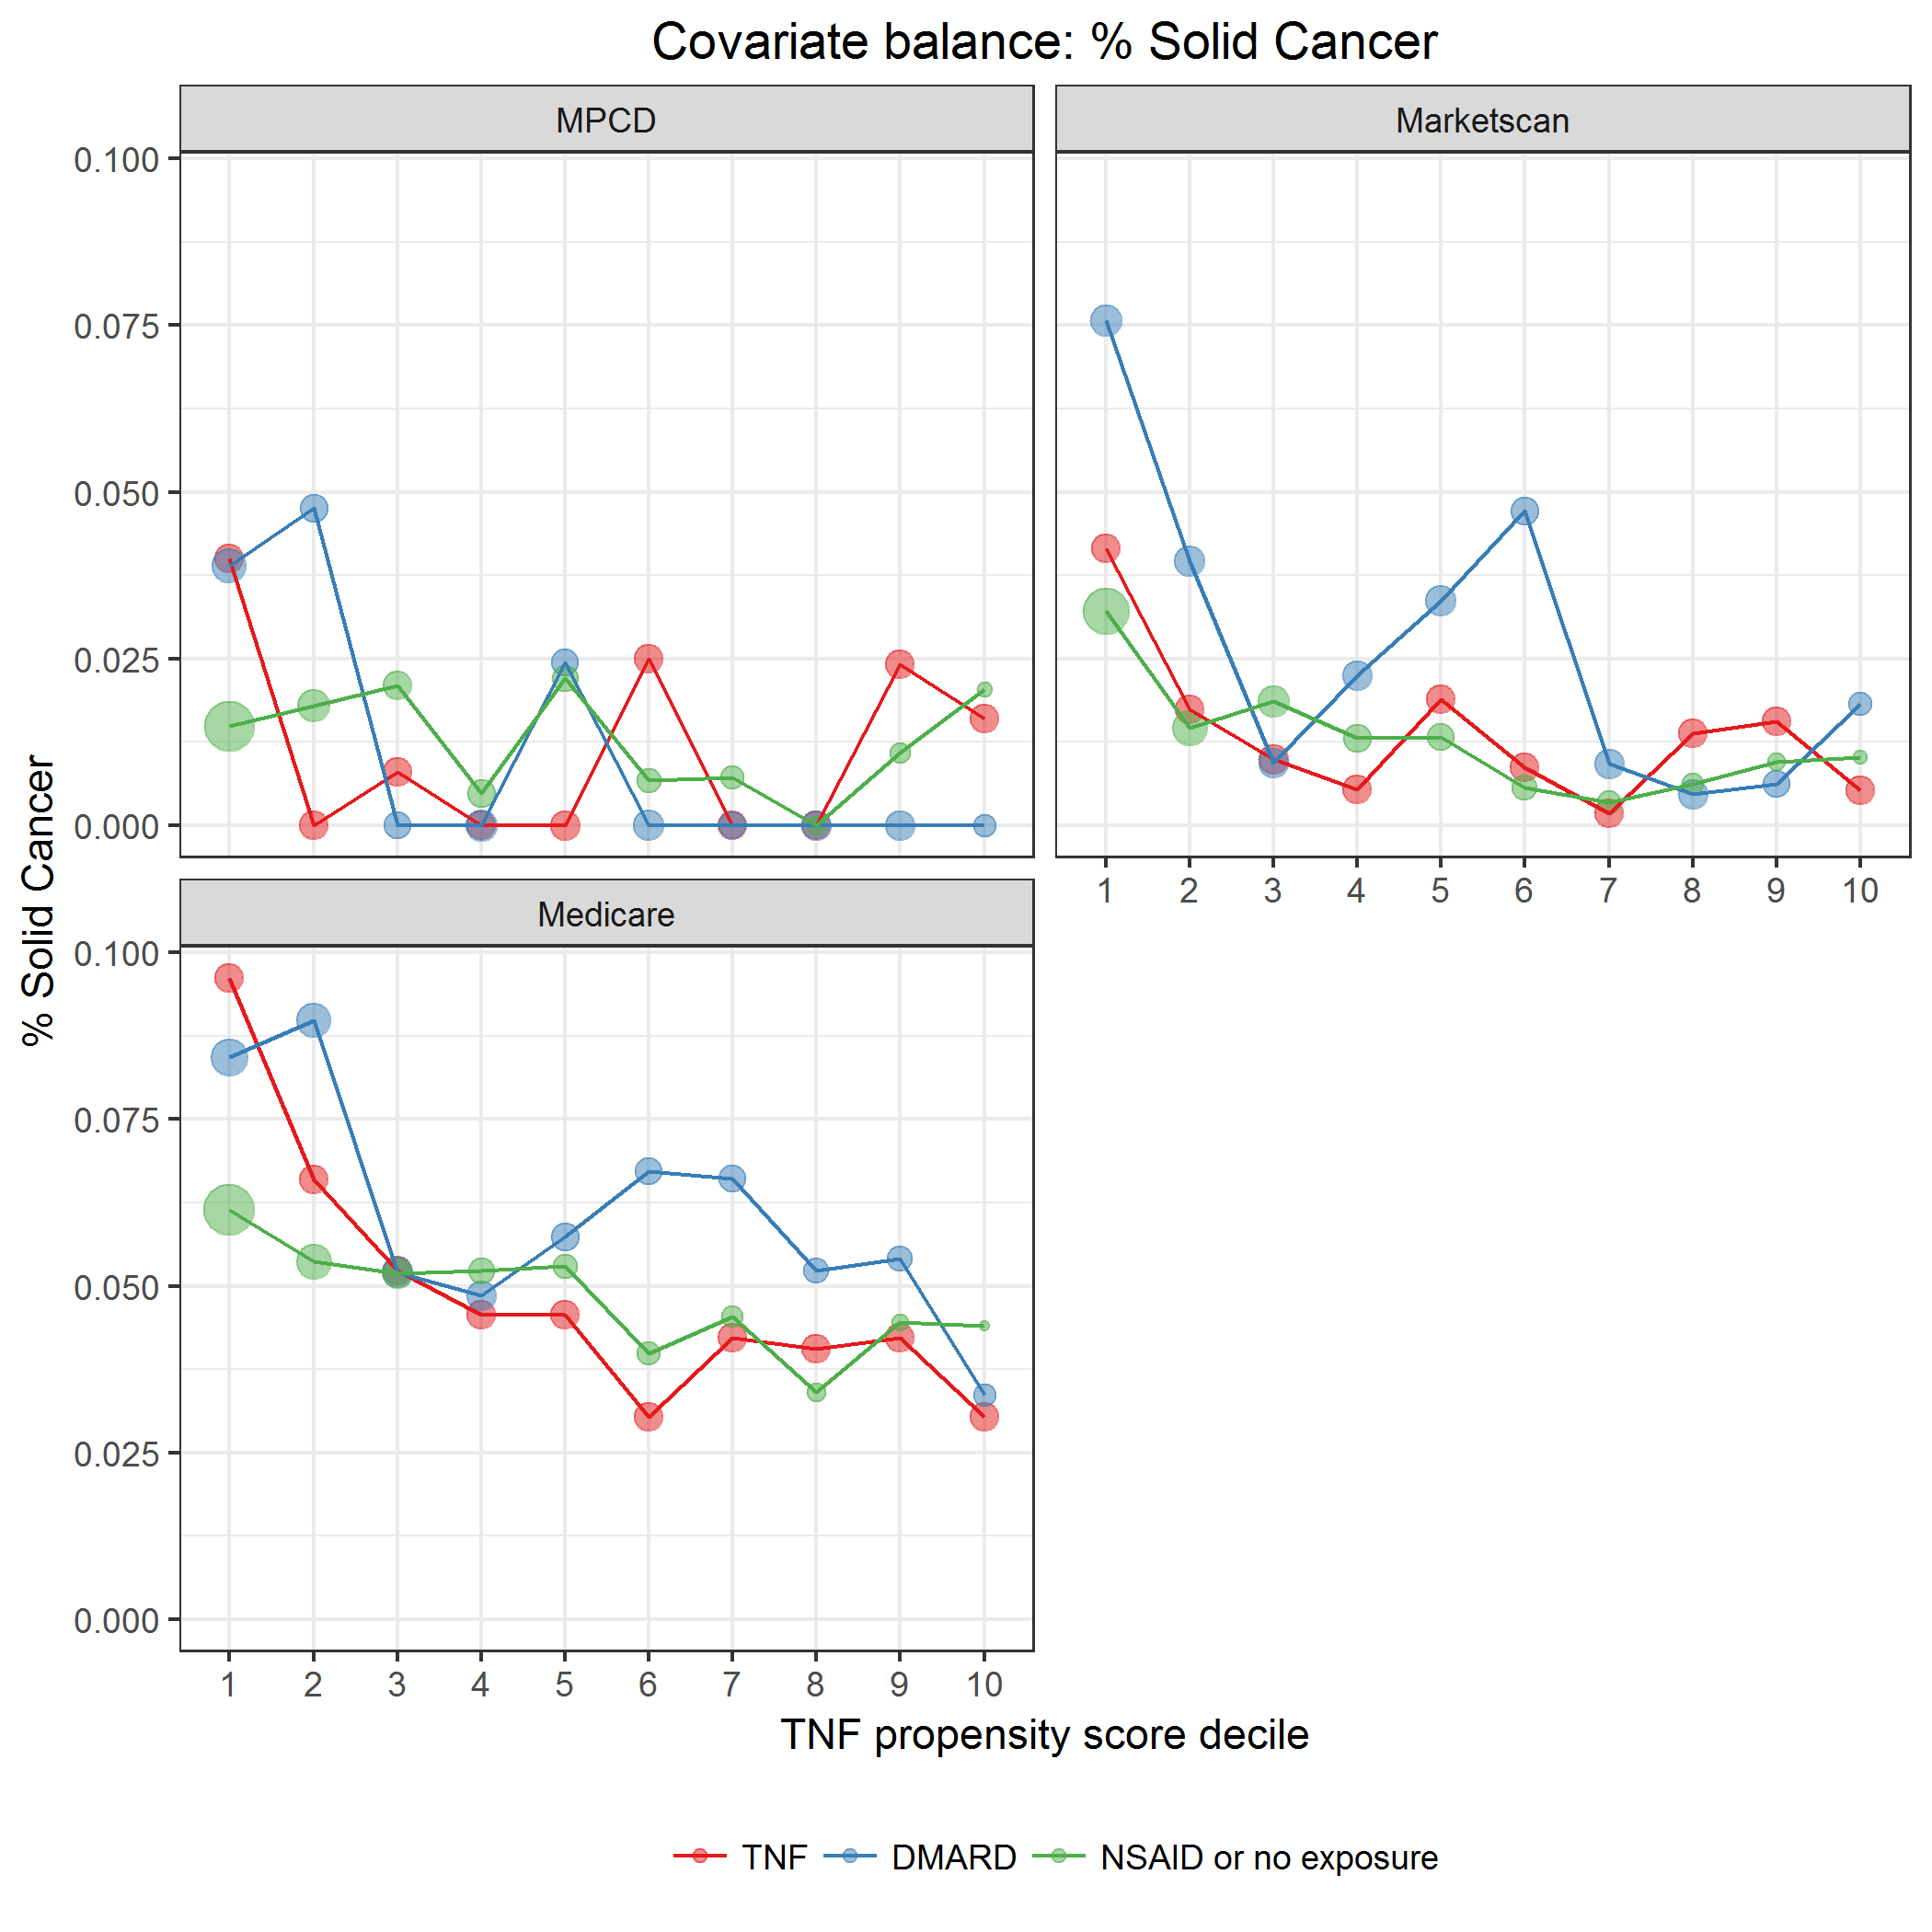 Covariate balance: % Solid Cancer
MPCD
Marketscan
0.100
0.075
0.050
0.025
0.000
1 2 3 4 5 6 7 8 9 10
Medicare
0.100
0.075
0.050
0.025
0.000
1 2 3 4 5 6 7 8 9 10
% Solid Cancer
TNF propensity score decile
TNF DMARD NSAID or no exposure